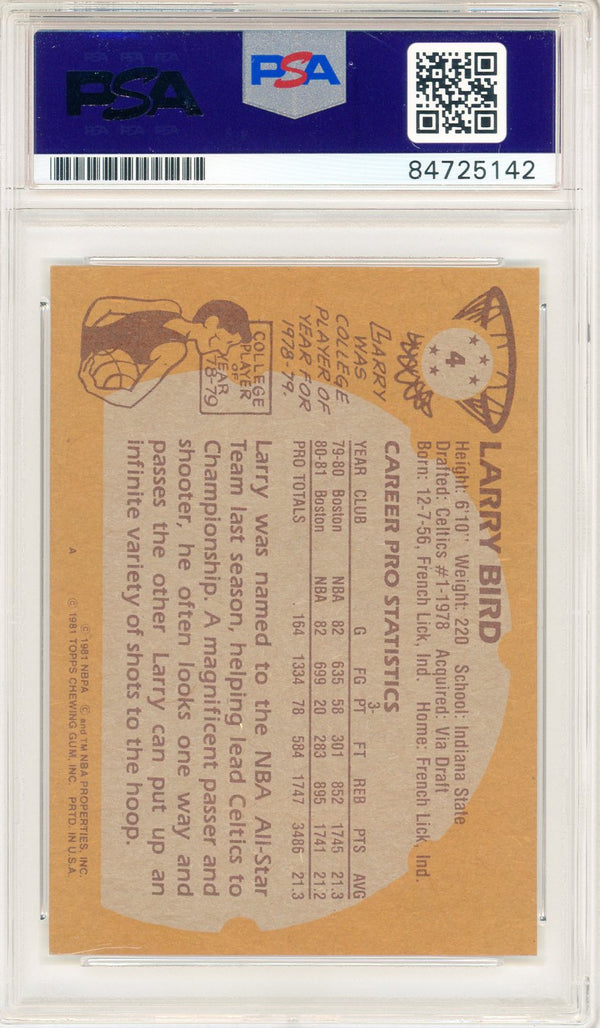 PSA
PSA
84725142
4
LARRY
WAS
COLLEGE
PLAYER OF
YEAR FOR
1978-79.
COLLEGE
PLAYER
OF
YEAR
'78-79
LARRY BIRD
Height: 6'10" Weight: 220 School: Indiana State
Drafted: Celtics #1-1978 Acquired: Via Draft
Born: 12-7-56, French Lick, Ind. Home: French Lick, Ind.
CAREER PRO STATISTICS
3-
YEAR CLUB G FG PT FT REB PTS AVG
79-80 Boston NBA 82 635 58 301 852 1745 21.3
80-81 Boston NBA 82 699 20 283 895 1741 21.2
PRO TOTALS 164 1334 78 584 1747 3486 21.3
Larry was named to the NBA All-Star
Team last season, helping lead Celtics to
Championship. A magnificent passer and
shooter, he often looks one way and
passes the other. Larry can put up an
infinite variety of shots to the hoop.
A
© 1981 NBPA © and TM NBA PROPERTIES, INC.
© 1981 TOPPS CHEWING GUM, INC. PRTD. IN U.S.A.